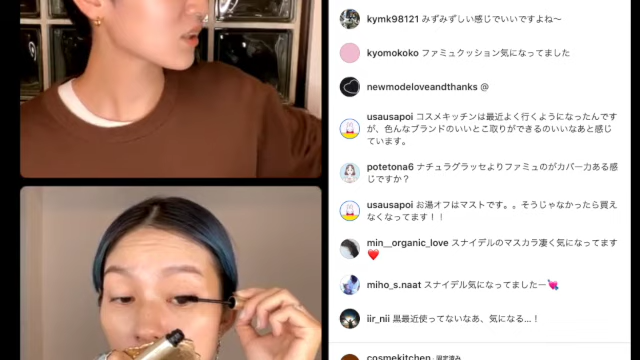 kymk98121 みずみずしい感じでいいですよね〜
kyomokoko ファミュクッション気になってました
newmodeloveandthanks @
usausapoi コスメキッチンは最近よく行くようになったんです
が、色んなブランドのいいとこ取りができるのいいなあと感じ
ています。
potetona6 ナチュラグラッセよりファミュのがカバー力ある感
じですか？
usausapoi お湯オフはマストです。。そうじゃなかったら買え
なくなってます！！
min__organic_love スナイデルのマスカラ凄く気になってます
❤️
miho_s.naat スナイデル気になってましたー💘
iir_nii 黒最近使ってないなあ、気になる...！
cosmekitchen · 固定済み